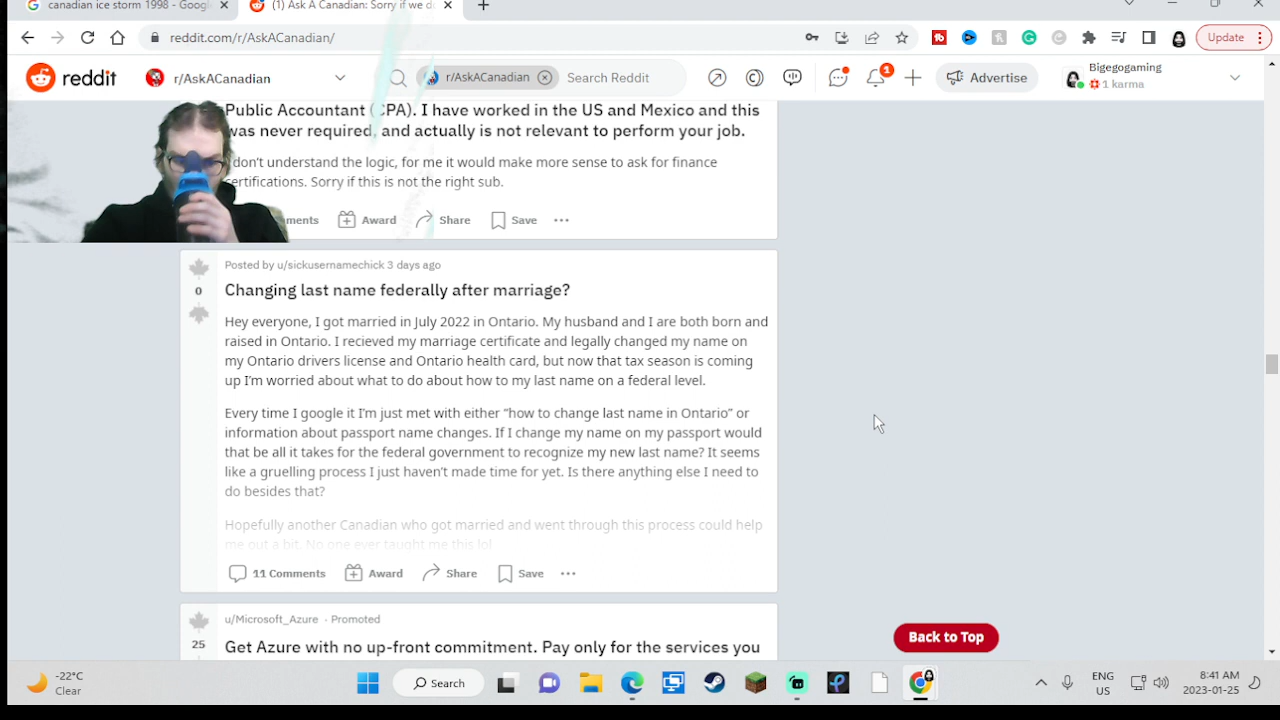 canadian ice storm 1998 - Googl
(1) Ask A Canadian: Sorry if we d
reddit.com/r/AskACanadian/
Update
reddit
r/AskACanadian
r/AskACanadian
Search Reddit
1
Advertise
Bigegogaming
1 karma
Public Accountant (CPA). I have worked in the US and Mexico and this
was never required, and actually is not relevant to perform your job.
don't understand the logic, for me it would make more sense to ask for finance
certifications. Sorry if this is not the right sub.
Award
Share
Save
Posted by u/sickusernamechick 3 days ago
0
Changing last name federally after marriage?
Hey everyone, I got married in July 2022 in Ontario. My husband and I are both born and
raised in Ontario. I recieved my marriage certificate and legally changed my name on
my Ontario drivers license and Ontario health card, but now that tax season is coming
up I'm worried about what to do about how to my last name on a federal level.
Every time I google it I'm just met with either "how to change last name in Ontario" or
information about passport name changes. If I change my name on my passport would
that be all it takes for the federal government to recognize my new last name? It seems
like a gruelling process I just haven't made time for yet. Is there anything else I need to
do besides that?
Hopefully another Canadian who got married and went through this process could help
me out a bit. No one ever taught me this lol
11 Comments
Award
Share
Save
u/Microsoft_Azure · Promoted
25
Get Azure with no up-front commitment. Pay only for the services you
Back to Top
-22°C
Clear
Search
ENG
US
8:41 AM
2023-01-25